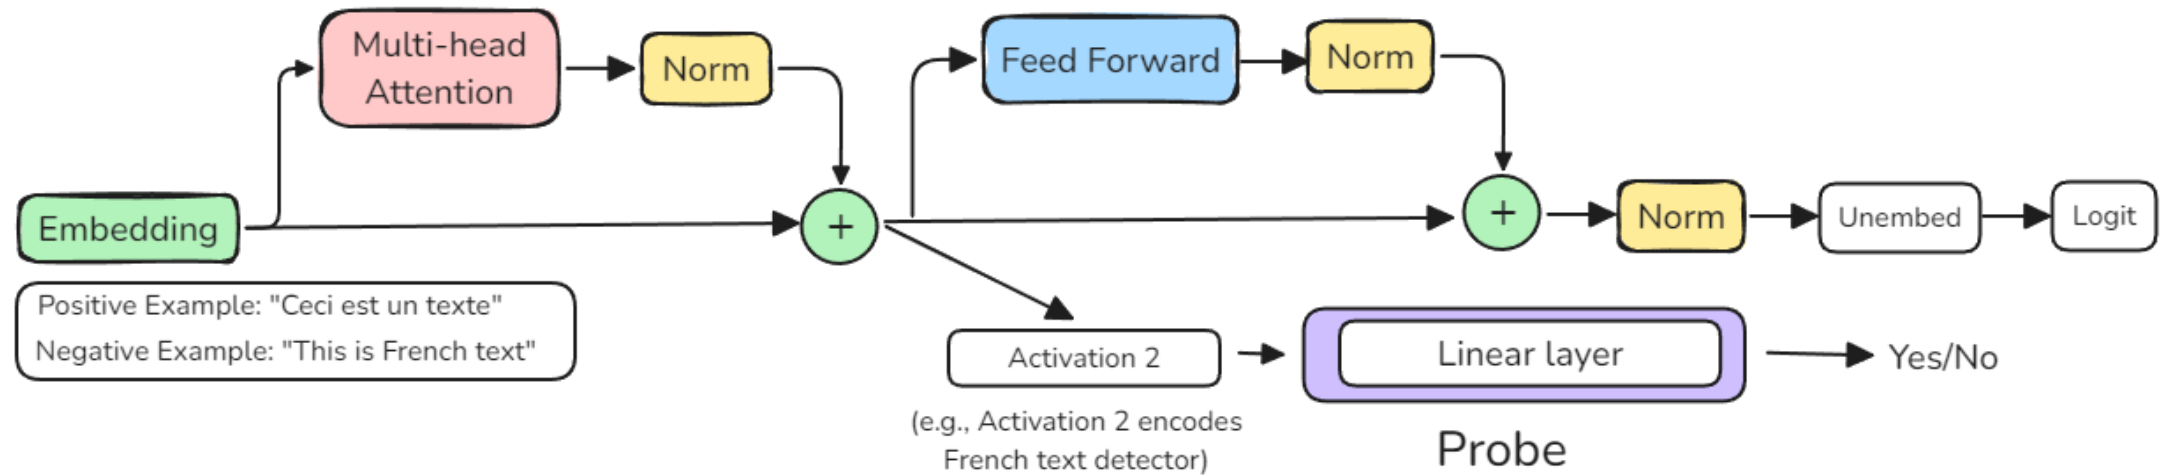 Multi-head
Attention
Norm
Feed Forward
Norm
Embedding
+
+
Norm
Unembed
Logit
Positive Example: "Ceci est un texte"
Negative Example: "This is French text"
Activation 2
Linear layer
Yes/No
(e.g., Activation 2 encodes
French text detector)
Probe